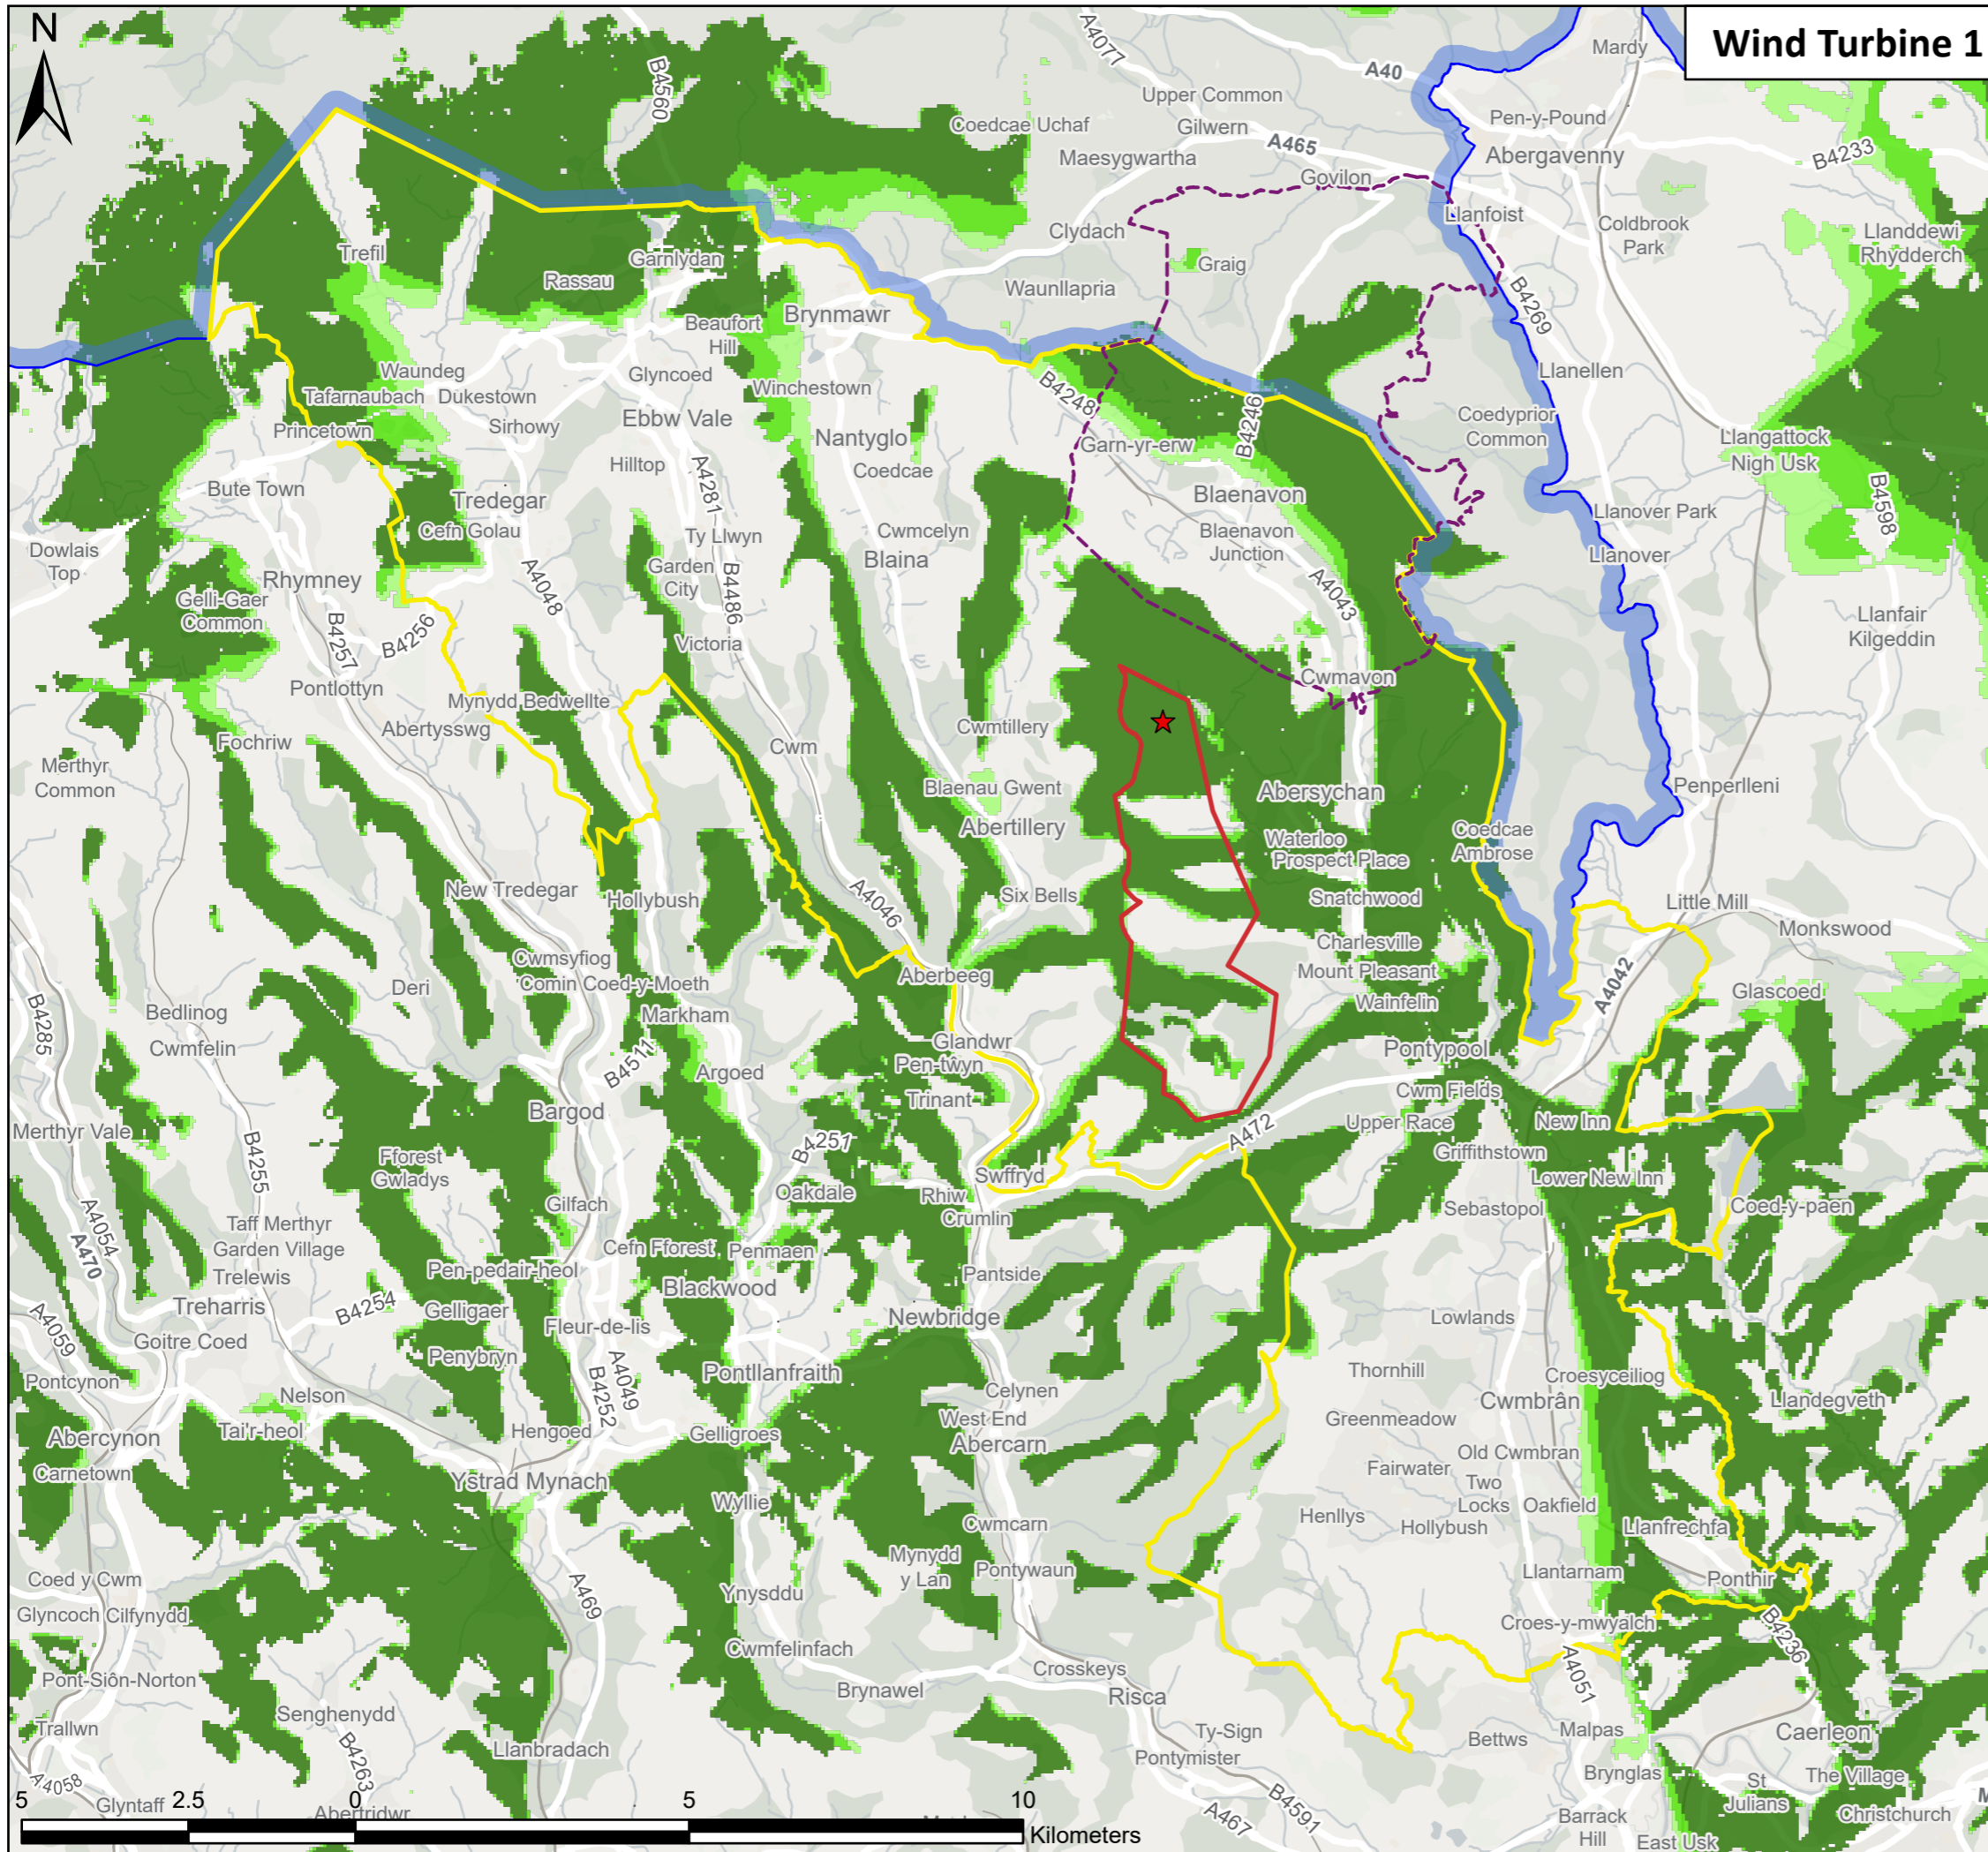 Wind Turbine 1
N
Mardy
A4077
A40
B4560
Upper Common
Pen-y-Pound
Coedcae Uchaf
Gilwern
A465
Abergavenny
B4233
Maesygwartha
Govilon
Llanfoist
Coldbrook
Park
Llanddewi
Rhydderch
Clydach
Trefil
Garnlydan
Graig
Rassau
Waunllapria
B4269
Beaufort
Hill
Brynmawr
Waundeg
Glyncoed
Winchestown
Llanellen
Tafarnaubach
Dukestown
B4248
Ebbw Vale
B4246
Coedyprior
Common
Princetown
Sirhowy
Nantyglo
Garn-yr-erw
Llangattock
Nigh Usk
Hilltop
Coedcae
Bute Town
Tredegar
A4281
Blaenavon
B4598
Llanover Park
Cefn Golau
Ty Llwyn
Cwmcelyn
Blaenavon
Junction
Dowlais
Top
Blaina
Llanover
Rhymney
Garden
City
A4048
B4486
A4043
Gelli-Gaer
Common
Llanfair
Kilgeddin
B4257
B4256
Victoria
Cwmavon
Pontlottyn
Mynydd Bedwellte
Abertysswg
Cwmtillery
Fochriw
Cwm
Merthyr
Common
Blaenau Gwent
Abersychan
Penperlleni
Abertillery
Coedcae
Ambrose
Waterloo
Prospect Place
New Tredegar
Hollybush
A4046
Six Bells
Snatchwood
Little Mill
Monkswood
Charlesville
Cwmsyfiog
Mount Pleasant
Comin Coed-y-Moeth
Aberbeeg
Deri
Glascoed
B4285
Wainfelin
A4042
Bedlinog
Markham
Cwmfelin
Glandwr
Pontypool
Pen-twyn
B4511
Argoed
Cwm Fields
Trinant
Bargod
Upper Race
New Inn
Merthyr Vale
A472
B4255
B4251
Fforest
Gwladys
Griffithstown
Swffryd
Lower New Inn
Oakdale
Rhiw
Gilfach
Coed-y-paen
Sebastopol
Crumlin
A4054
A470
Taff Merthyr
Garden Village
Cefn Fforest
Penmaen
Pen-pedair-heol
Pantside
Trelewis
Blackwood
Treharris
B4254
Gelligaer
Newbridge
Lowlands
A4059
Fleur-de-lis
Goitre Coed
Penybryn
Pontllanfraith
Thornhill
Croesyceiliog
Pontcynon
A4049
Celynen
Nelson
B4252
Cwmbrân
Llandegveth
West End
Greenmeadow
Tai'r-heol
Hengoed
Gelligroes
Abercynon
Abercarn
Old Cwmbran
Carnetown
Fairwater
Ystrad Mynach
Two
Locks
Oakfield
Wyllie
Henllys
Hollybush
Llanfrechfa
Cwmcarn
Mynydd
y Lan
Pontywaun
Llantarnam
Ponthir
Coed y Cwm
Ynysddu
A469
Glyncoch
Cilfynydd
Croes-y-mwyalch
B4236
Cwmfelinfach
Pont-Siôn-Norton
Crosskeys
A4051
Brynawel
Risca
Senghenydd
Trallwn
Ty-Sign
Malpas
Caerleon
Llanbradach
Bettws
B4263
Pontymister
A4058
Brynglas
St
Julians
The Village
Glyntaff
Abertridwr
B4591
A467
Barrack
Hill
Christchurch
East Usk
5 2.5 0 5 10
Kilometers